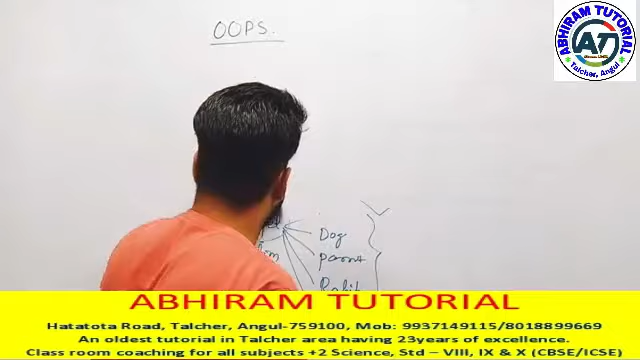 OOPS.
ABHIRAM TUTORIAL
AT
Talcher, Angul
Dog
ABHIRAM TUTORIAL
Hatatota Road, Talcher, Angul-759100, Mob: 9937149115/8018899669
An oldest tutorial in Talcher area having 23years of excellence.
Class room coaching for all subjects +2 Science, Std – VIII, IX & X (CBSE/ICSE)